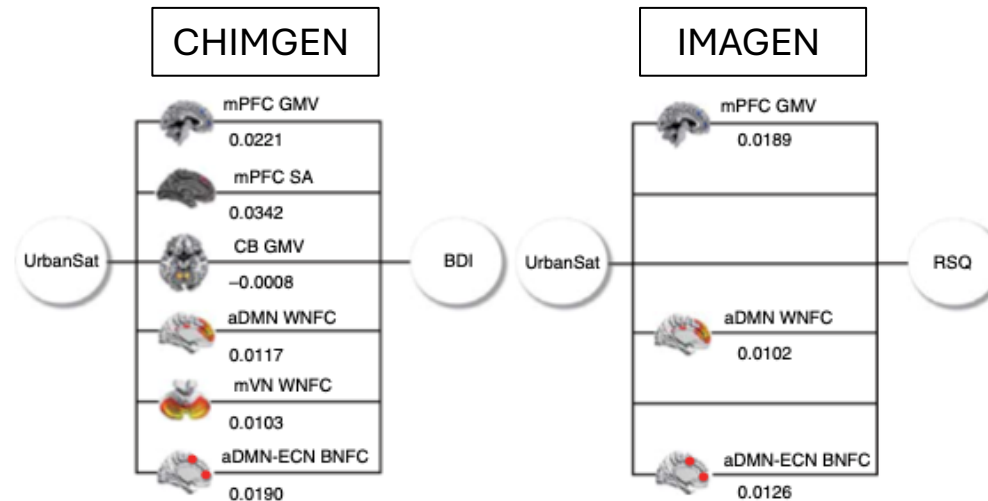 CHIMGEN
mPFC GMV
0.0221
mPFC SA
0.0342
UrbanSat
CB GMV
BDI
−0.0008
aDMN WNFC
0.0117
mVN WNFC
0.0103
aDMN-ECN BNFC
0.0190
IMAGEN
mPFC GMV
0.0189
UrbanSat
RSQ
aDMN WNFC
0.0102
aDMN-ECN BNFC
0.0126